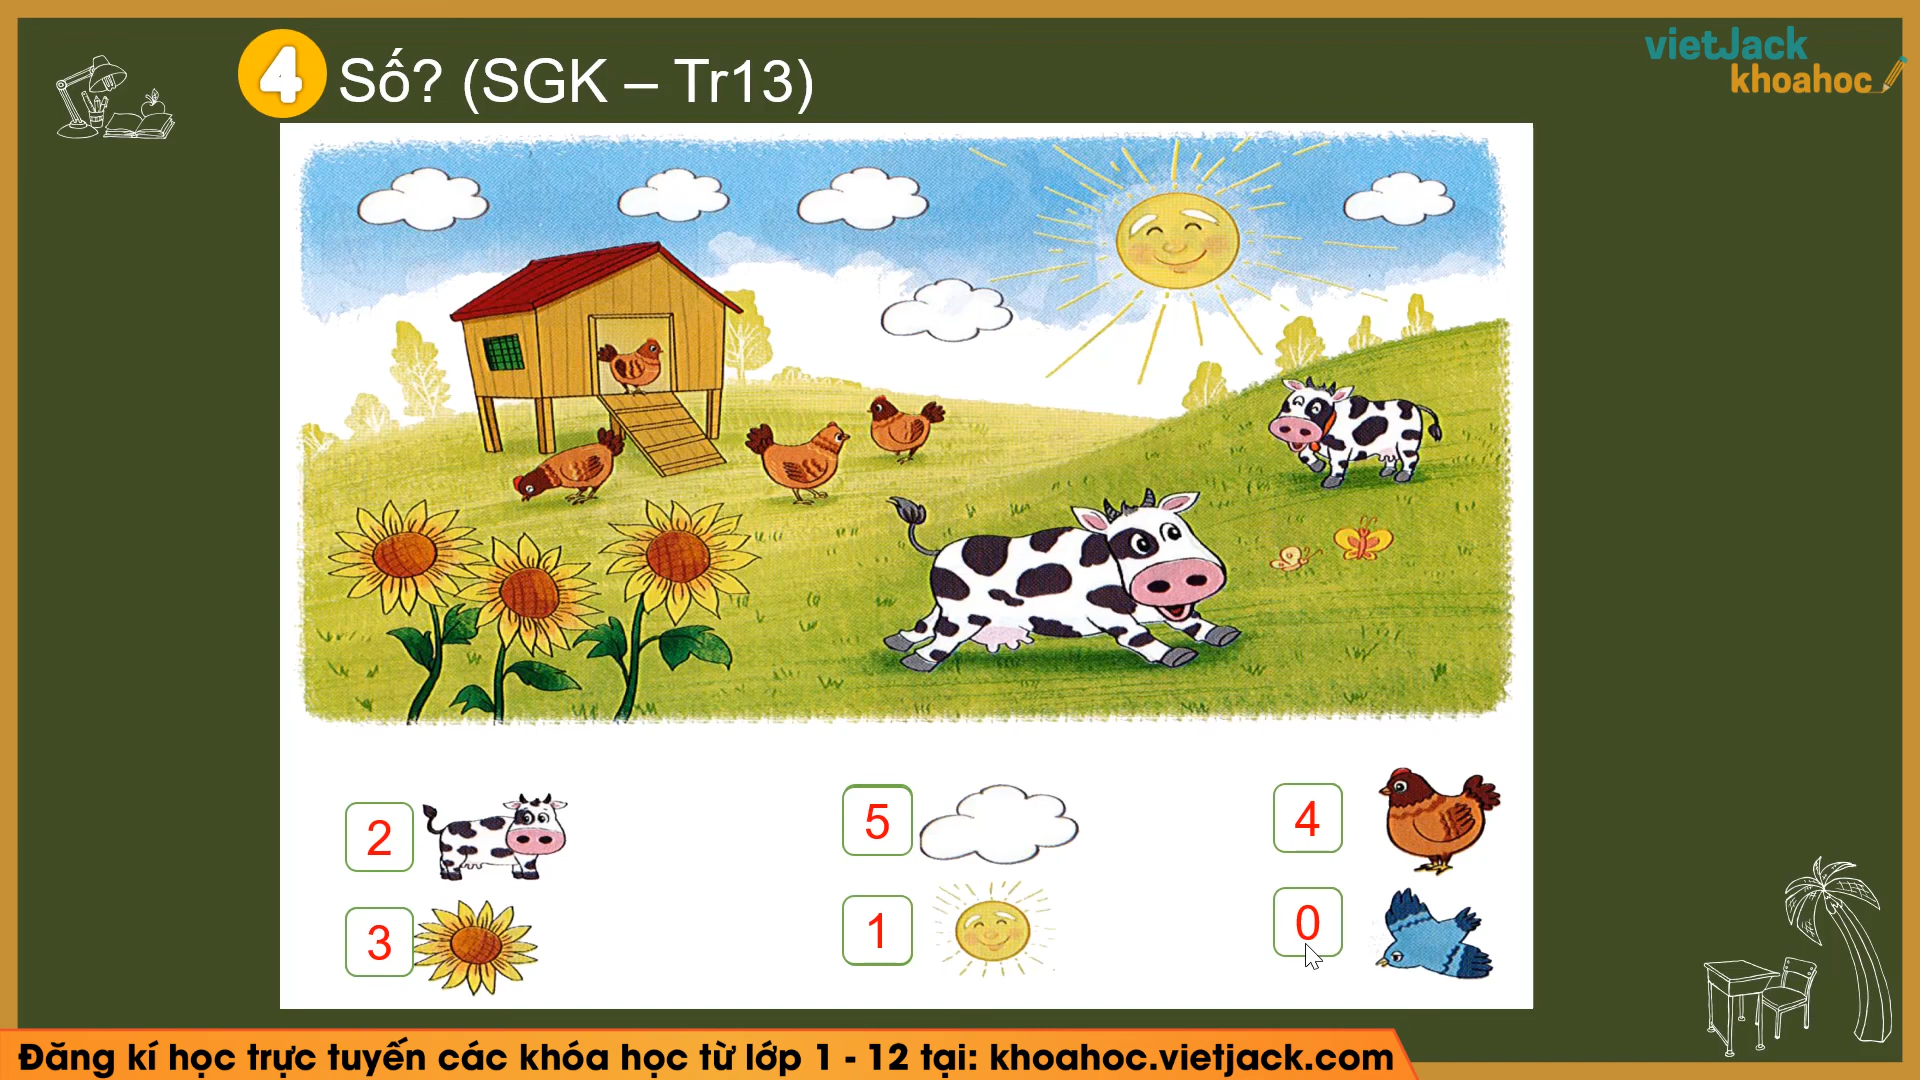 4 Số? (SGK – Tr13)
vietJack
khoahoc
2
5
4
3
1
0
Đăng kí học trực tuyến các khóa học từ lớp 1 - 12 tại: khoahoc.vietjack.com